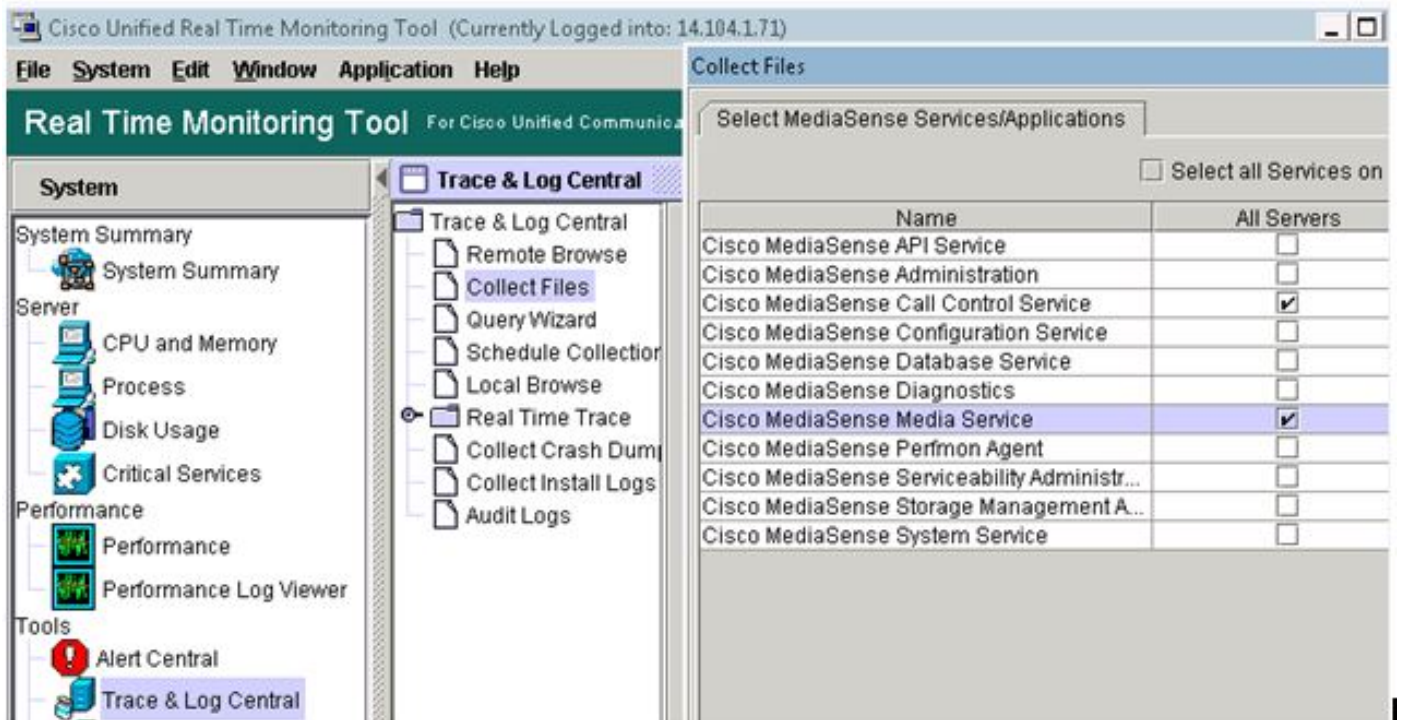 Cisco Unified Real Time Monitoring Tool (Currently Logged into: 14.104.1.71)
File System Edit Window Application Help
Real Time Monitoring Tool For Cisco Unified Communica
System
System Summary
System Summary
Server
CPU and Memory
Process
Disk Usage
Critical Services
Performance
Performance
Performance Log Viewer
Tools
Alert Central
Trace & Log Central
Trace & Log Central
Trace & Log Central
Remote Browse
Collect Files
Query Wizard
Schedule Collection
Local Browse
Real Time Trace
Collect Crash Dump
Collect Install Logs
Audit Logs
Collect Files
Select MediaSense Services/Applications
Select all Services on
Name All Servers
Cisco MediaSense API Service
Cisco MediaSense Administration
Cisco MediaSense Call Control Service
Cisco MediaSense Configuration Service
Cisco MediaSense Database Service
Cisco MediaSense Diagnostics
Cisco MediaSense Media Service
Cisco MediaSense Perfmon Agent
Cisco MediaSense Serviceability Administr...
Cisco MediaSense Storage Management A...
Cisco MediaSense System Service